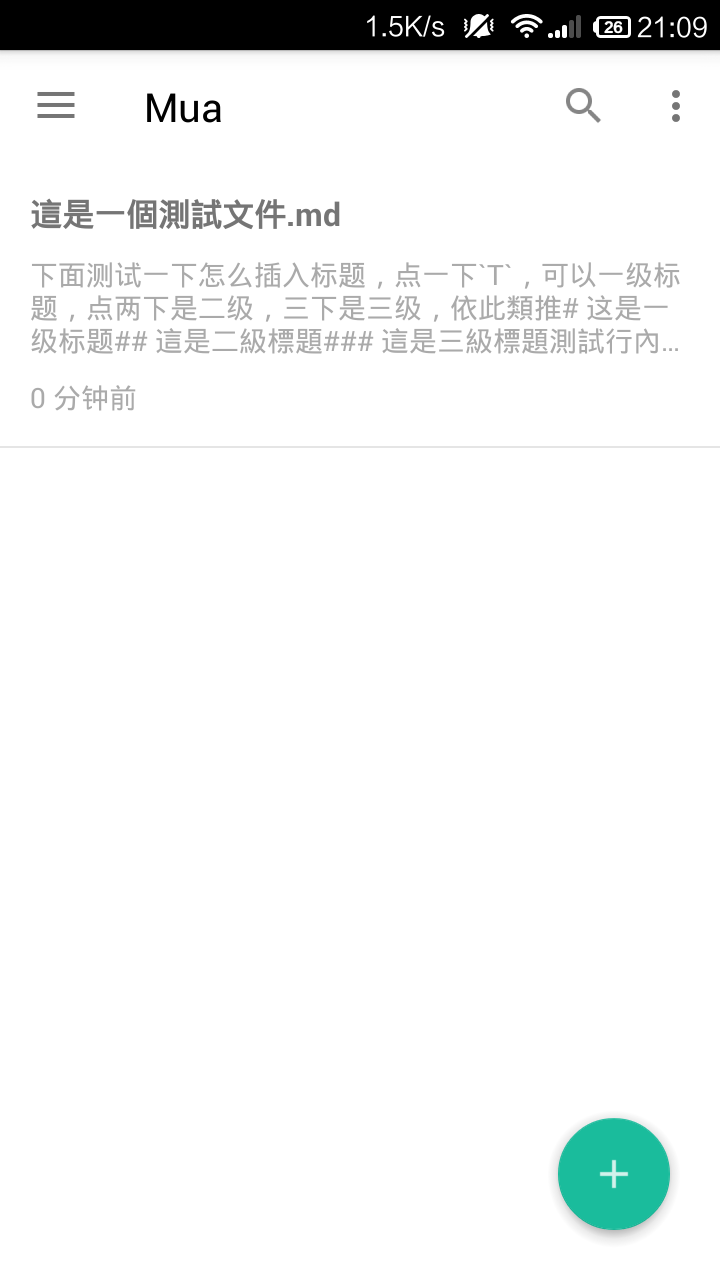 1.5K/s 26 21:09
Mua
這是一個測試文件.md
下面测试一下怎么插入标题，点一下`T`，可以一级标
题，点两下是二级，三下是三级，依此類推# 这是一
级标题## 這是二級標題### 這是三級標題測試行內...
0 分钟前